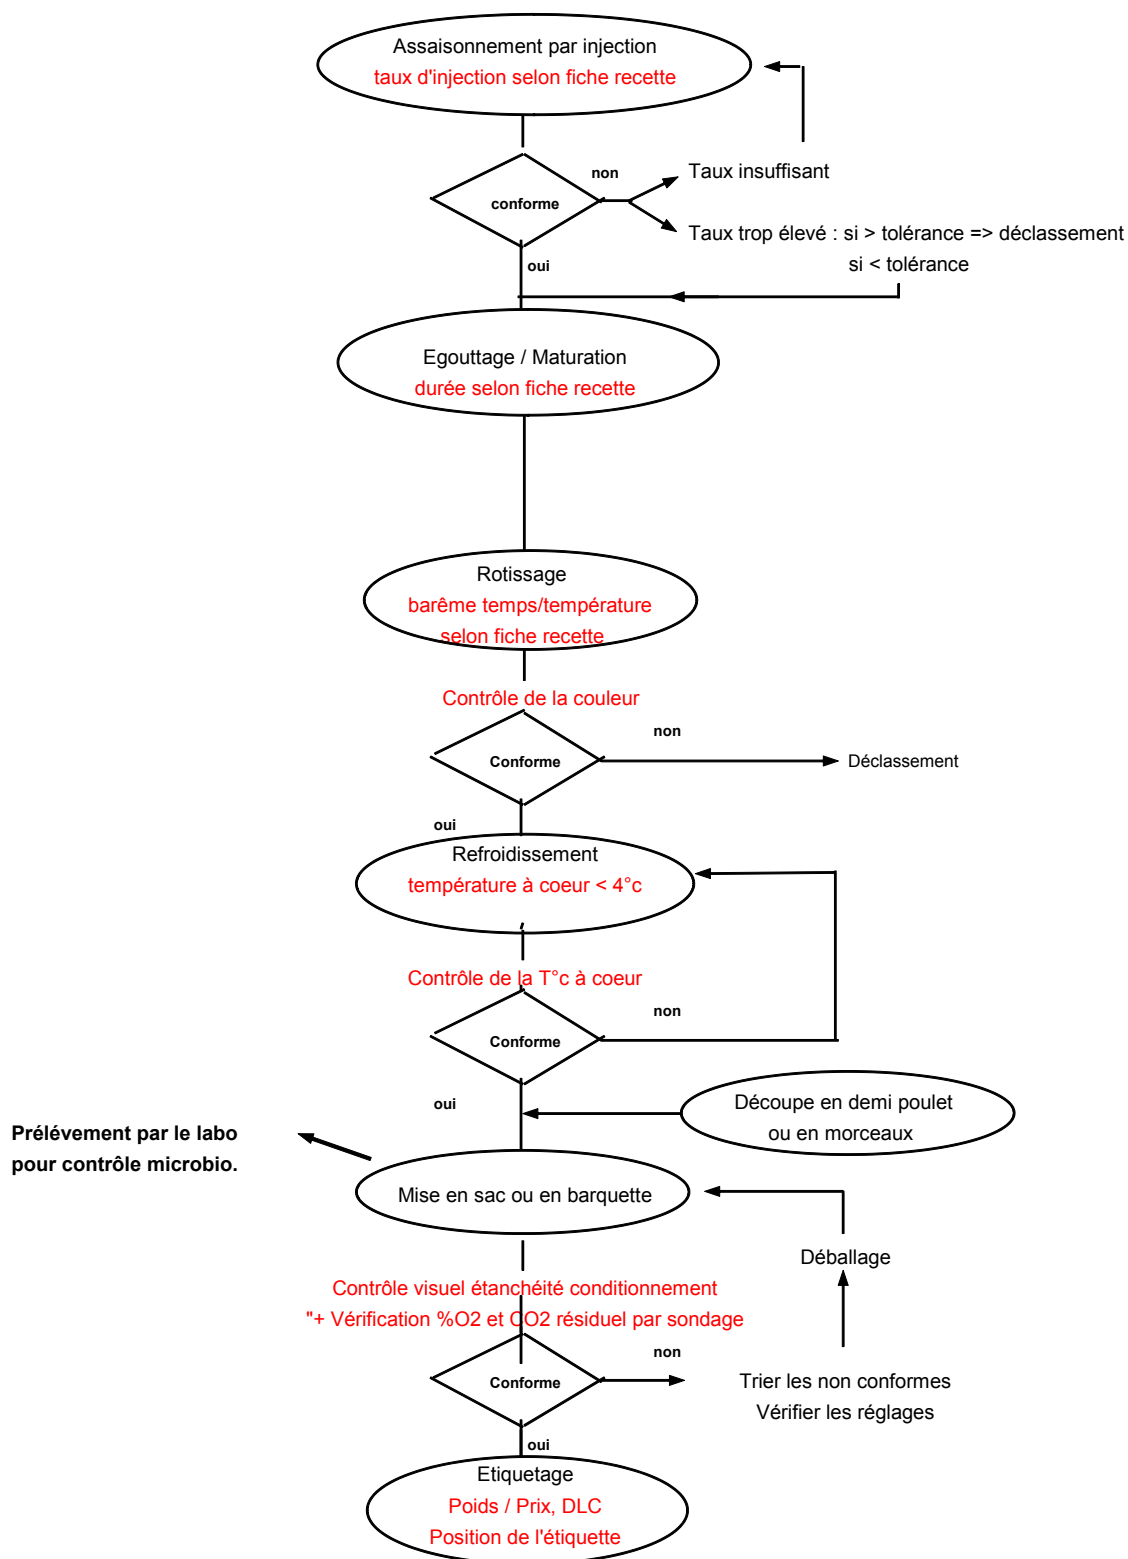 Assaisonnement par injection
taux d'injection selon fiche recette
non
Taux insuffisant
conforme
Taux trop élevé : si > tolérance => déclassement
si < tolérance
oui
Egouttage / Maturation
durée selon fiche recette
Rotissage
barême temps/température
selon fiche recette
Contrôle de la couleur
non
Conforme
Déclassement
oui
Refroidissement
température à coeur < 4°c
Contrôle de la T°c à coeur
non
Conforme
oui
Découpe en demi poulet
ou en morceaux
Prélévement par le labo
pour contrôle microbio.
Mise en sac ou en barquette
Déballage
Contrôle visuel étanchéité conditionnement
"+ Vérification %O2 et CO2 résiduel par sondage
non
Conforme
Trier les non conformes
Vérifier les réglages
oui
Etiquetage
Poids / Prix, DLC
Position de l'étiquette